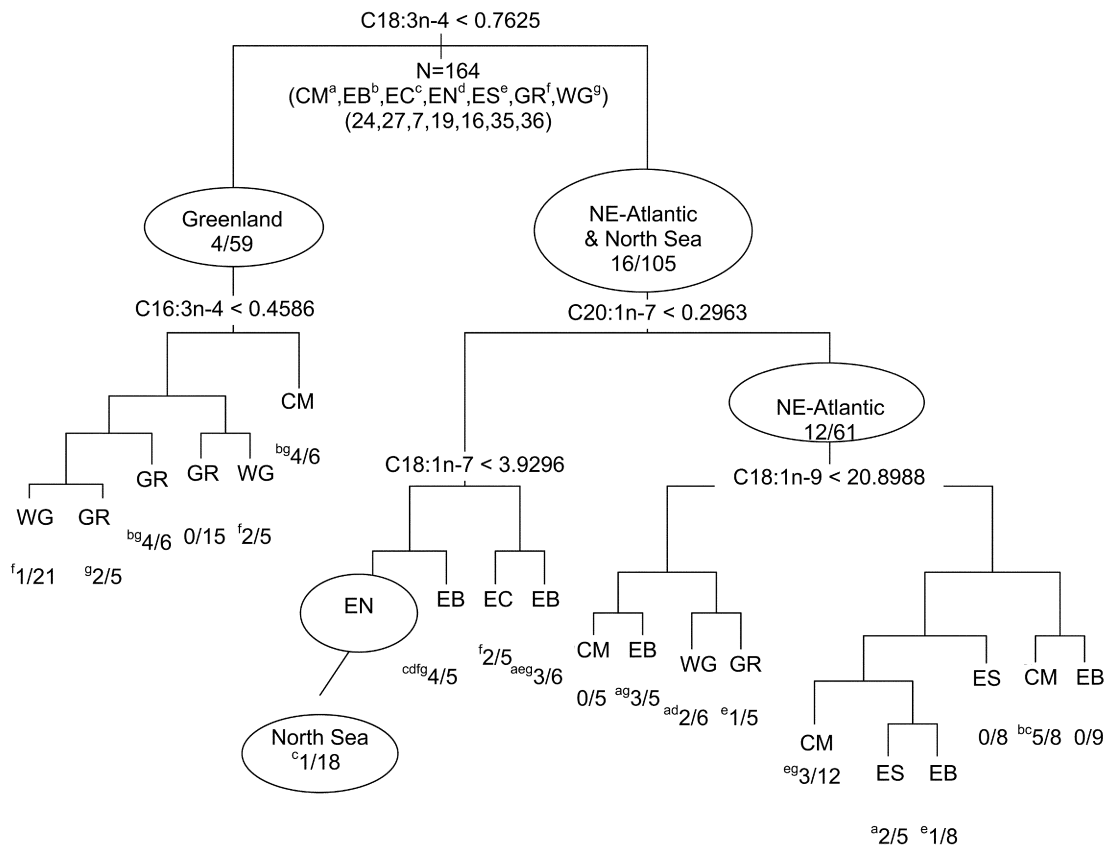 C18:3n-4 < 0.7625
N=164
(CMᵃ,EBᵇ,ECᶜ,ENᵈ,ESᵉ,GRᶠ,WGᵍ)
(24,27,7,19,16,35,36)
Greenland
4/59
NE-Atlantic
& North Sea
16/105
C16:3n-4 < 0.4586
C20:1n-7 < 0.2963
CM
ᵇᵍ4/6
NE-Atlantic
12/61
GR
GR
WG
ᵇᵍ4/6
0/15
ᶠ2/5
WG
GR
ᶠ1/21
ᵍ2/5
C18:1n-7 < 3.9296
C18:1n-9 < 20.8988
EN
EB
EC
EB
ᶜᵈᶠᵍ4/5
ᶠ2/5
ᵃᵉᵍ3/6
North Sea
ᶜ1/18
CM
EB
WG
GR
0/5
ᵃᵍ3/5
ᵃᵈ2/6
ᵉ1/5
ES
CM
EB
0/8
ᵇᶜ5/8
0/9
CM
ᵉᵍ3/12
ES
EB
ᵃ2/5
ᵉ1/8